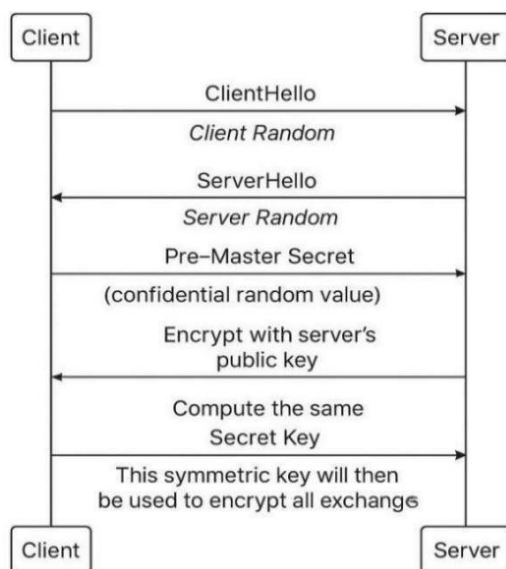 Client Server
ClientHello
Client Random
ServerHello
Server Random
Pre–Master Secret
(confidential random value)
Encrypt with server's
public key
Compute the same
Secret Key
This symmetric key will then
be used to encrypt all exchanges
Client Server